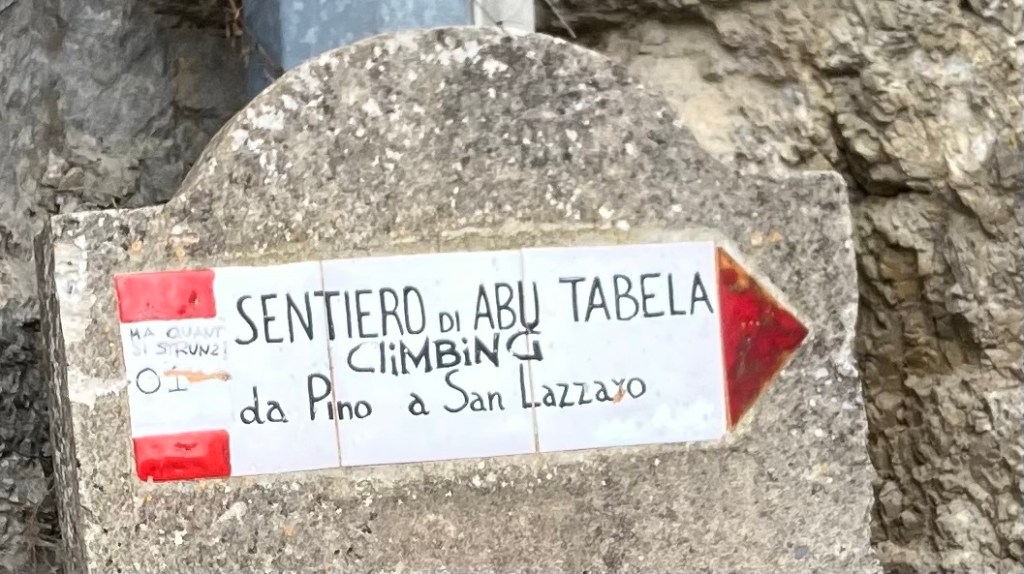 SENTIERO DI ABU TABELA
CliMBiNG
da Pino a San Lazzaro
MA QUANT
SI STRUNZ!
01